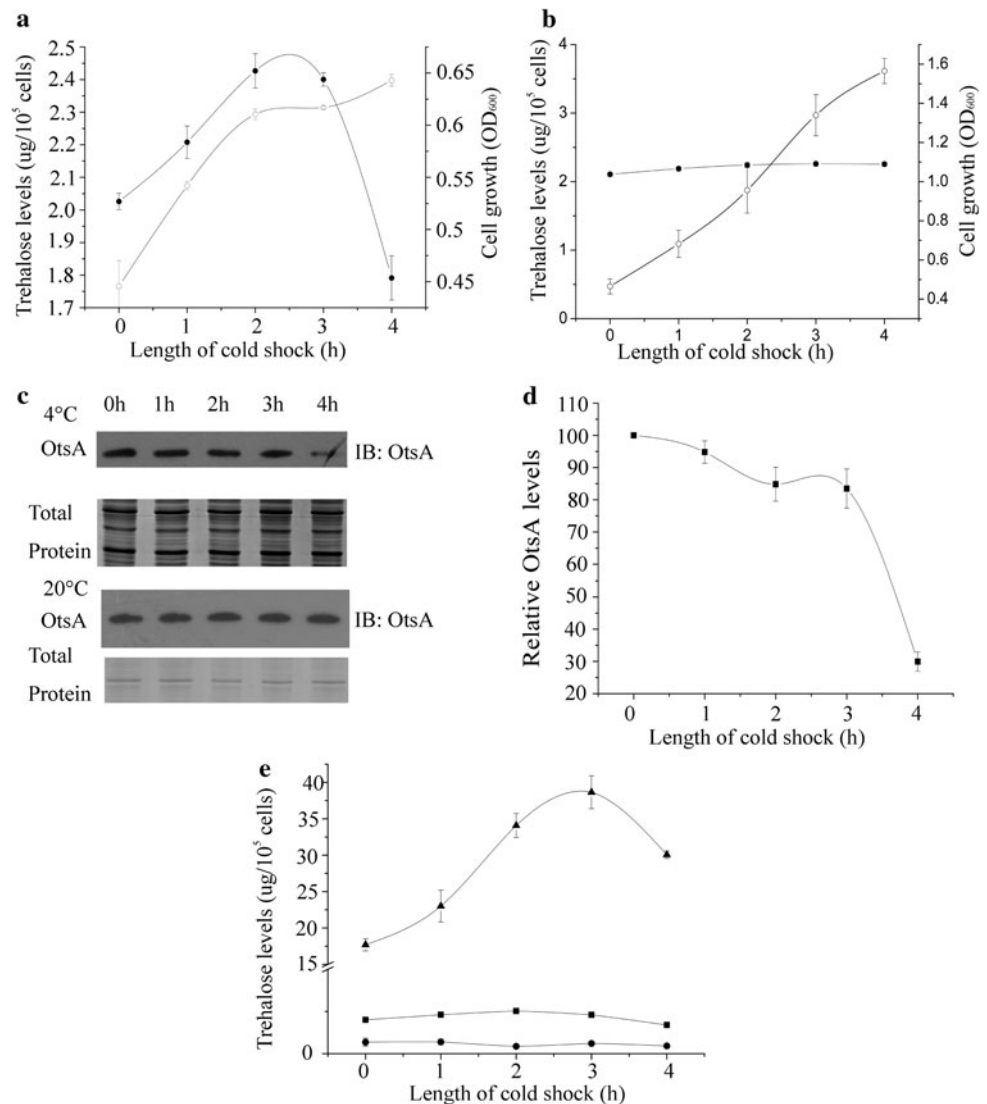 a
Trehalose levels (ug/10⁵ cells)
2.5
2.4
2.3
2.2
2.1
2.0
1.9
1.8
1.7
0.65
0.6
0.55
0.5
0.45
Cell growth (OD₆₀₀)
0 1 2 3 4
Length of cold shock (h)
b
Trehalose levels (ug/10⁵ cells)
4
3
2
1
0
1.6
1.4
1.2
1.0
0.8
0.6
0.4
Cell growth (OD₆₀₀)
0 1 2 3 4
Length of cold shock (h)
c
0h 1h 2h 3h 4h
4°C
OtsA IB: OtsA
Total
Protein
20°C
OtsA IB: OtsA
Total
Protein
d
Relative OtsA levels
110
100
90
80
70
60
50
40
30
20
0 1 2 3 4
Length of cold shock (h)
e
Trehalose levels (ug/10⁵ cells)
40
35
30
25
20
15
0
0 1 2 3 4
Length of cold shock (h)